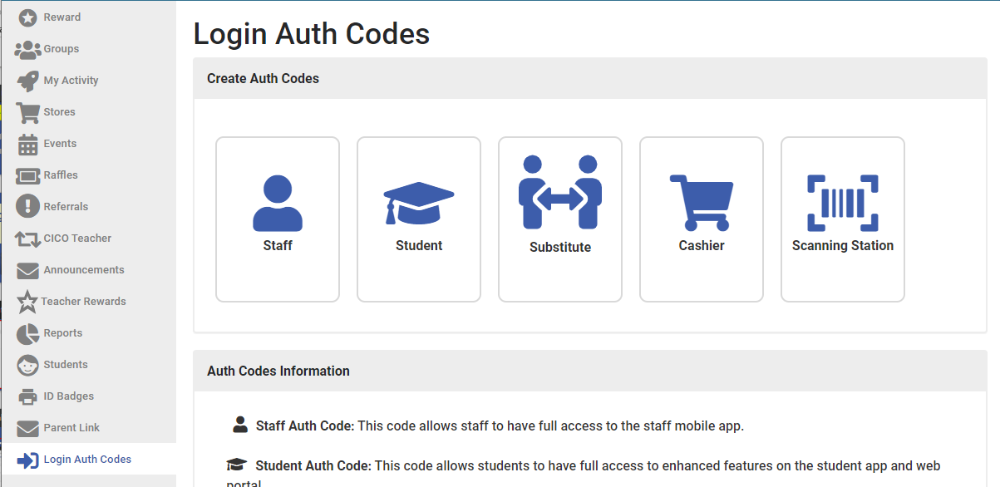 Reward
Groups
My Activity
Stores
Events
Raffles
Referrals
CICO Teacher
Announcements
Teacher Rewards
Reports
Students
ID Badges
Parent Link
Login Auth Codes
Login Auth Codes
Create Auth Codes
Staff
Student
Substitute
Cashier
Scanning Station
Auth Codes Information
Staff Auth Code: This code allows staff to have full access to the staff mobile app.
Student Auth Code: This code allows students to have full access to enhanced features on the student app and web
portal